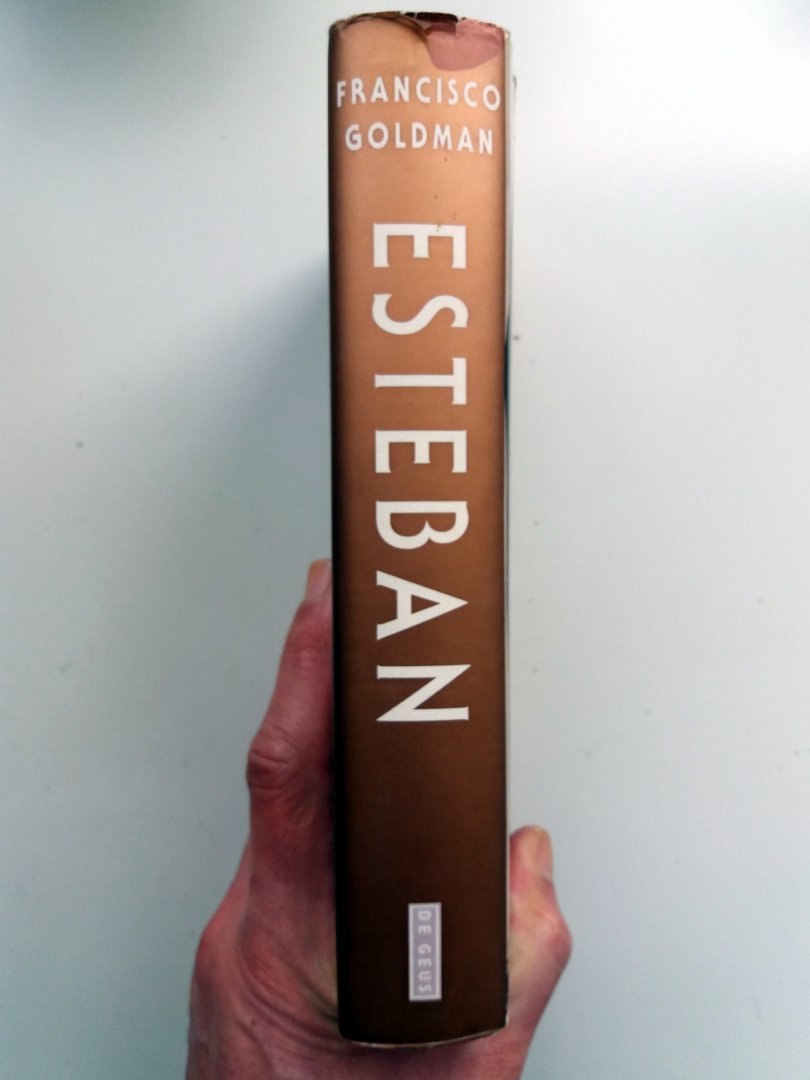 FRANCISCO
GOLDMAN
ESTEBAN
DE GEUS